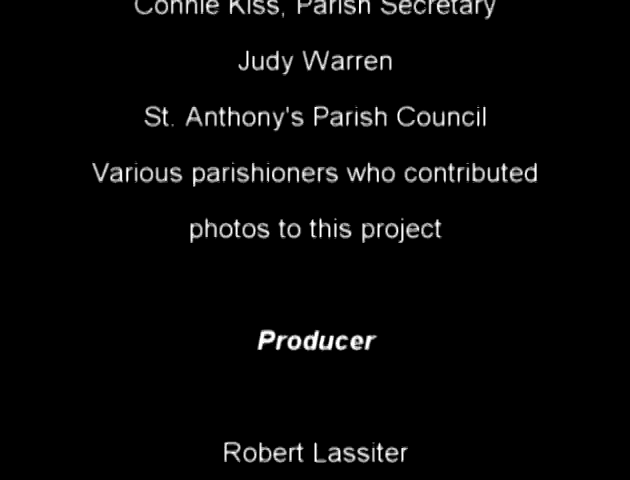 Connie Kiss, Parish Secretary
Judy Warren
St. Anthony's Parish Council
Various parishioners who contributed
photos to this project
Producer
Robert Lassiter